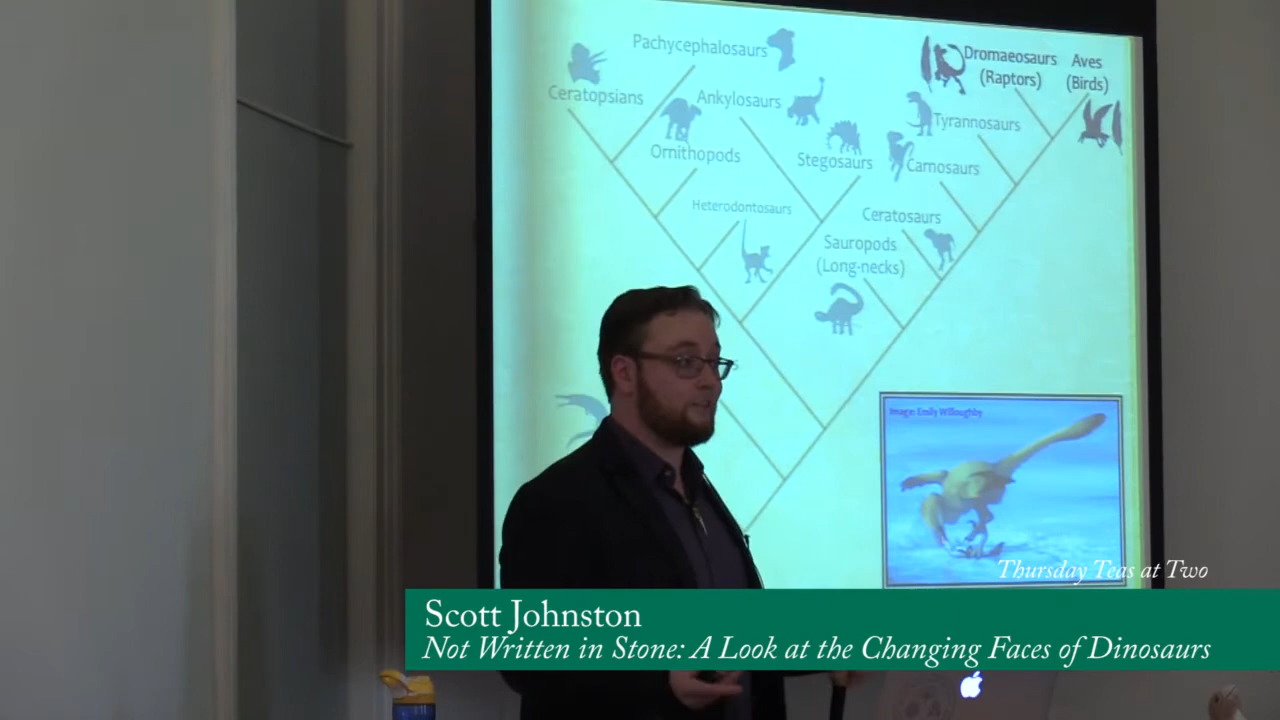 Pachycephalosaurs
Dromaeosaurs
(Raptors)
Aves
(Birds)
Ceratopsians
Ankylosaurs
Tyrannosaurs
Ornithopods
Stegosaurs
Carnosaurs
Heterodontosaurs
Ceratosaurs
Sauropods
(Long-necks)
Image: Emily Willoughby
Thursday Teas at Two
Scott Johnston
Not Written in Stone: A Look at the Changing Faces of Dinosaurs